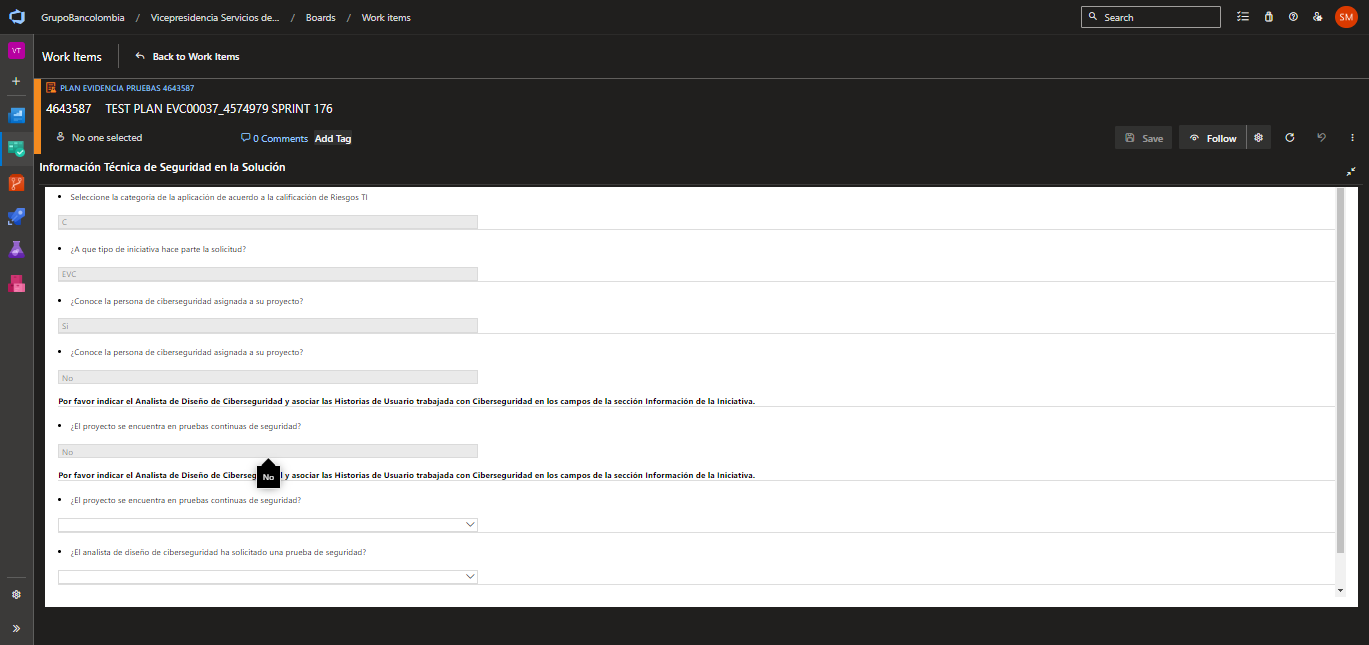 GrupoBancolombia / Vicepresidencia Servicios de... / Boards / Work items
Search
SM
VT
Work Items
Back to Work Items
PLAN EVIDENCIA PRUEBAS 4643587
4643587 TEST PLAN EVC00037_4574979 SPRINT 176
No one selected
0 Comments
Add Tag
Save
Follow
Información Técnica de Seguridad en la Solución
• Seleccione la categoría de la aplicación de acuerdo a la calificación de Riesgos TI
C
• ¿A que tipo de iniciativa hace parte la solicitud?
EVC
• ¿Conoce la persona de ciberseguridad asignada a su proyecto?
Si
• ¿Conoce la persona de ciberseguridad asignada a su proyecto?
No
Por favor indicar el Analista de Diseño de Ciberseguridad y asociar las Historias de Usuario trabajada con Ciberseguridad en los campos de la sección Información de la Iniciativa.
• ¿El proyecto se encuentra en pruebas continuas de seguridad?
No
Por favor indicar el Analista de Diseño de Ciberseg d y asociar las Historias de Usuario trabajada con Ciberseguridad en los campos de la sección Información de la Iniciativa.
No
• ¿El proyecto se encuentra en pruebas continuas de seguridad?
• ¿El analista de diseño de ciberseguridad ha solicitado una prueba de seguridad?